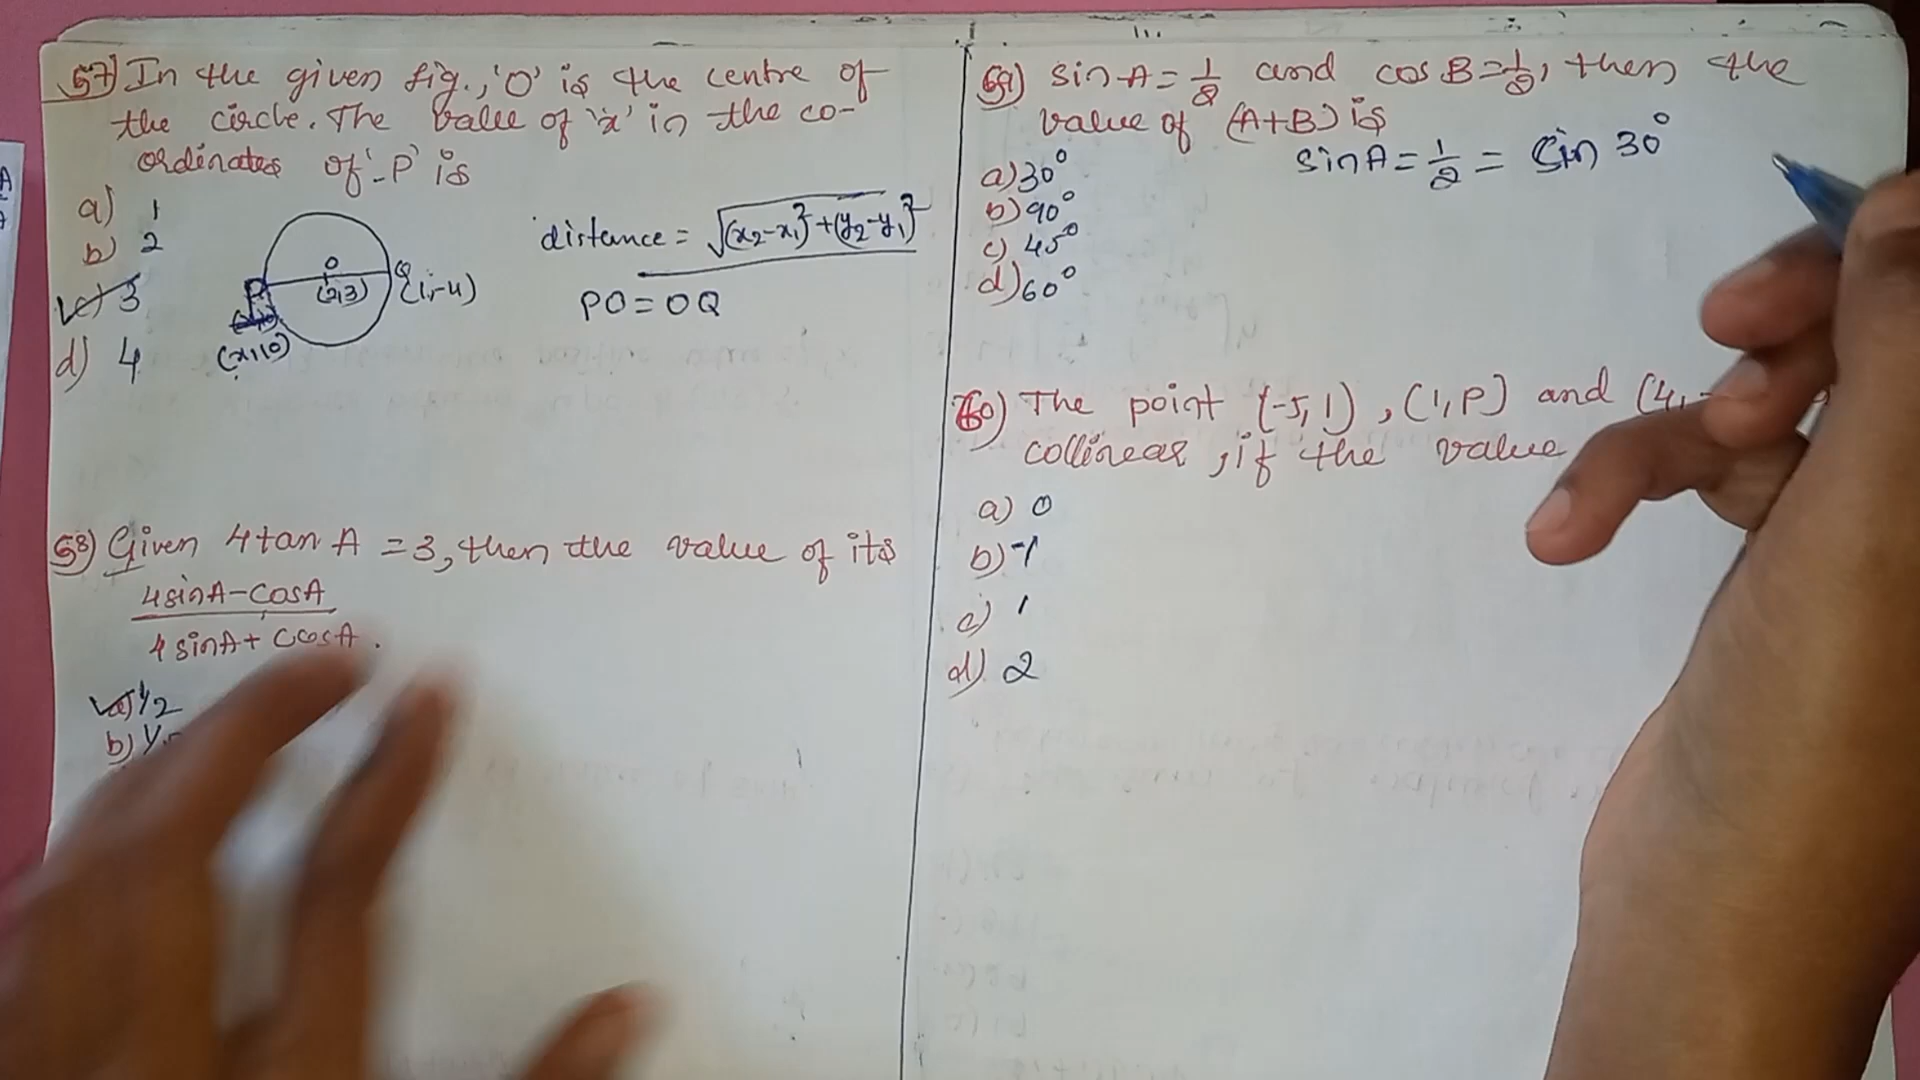 57) In the given fig., 'O' is the centre of
the circle. The value of 'x' in the co-
ordinates of 'P' is
a) 1
b) 2
c) 3
d) 4
O
(2,3)
P
Q
(1,-4)
(x,10)
distance = √(x₂-x₁)²+(y₂-y₁)²
PO = OQ
58) Given 4tan A = 3, then the value of its
4sinA-cosA
4sinA+ccosA.
a) 1/2
b)
59) sin A = 1/2 and cos B = 1/2, then the
value of (A+B) is
sin A = 1/2 = sin 30°
a) 30°
b) 90°
c) 45°
d) 60°
60) The point (-5,1), (1,P) and (4,
collinear, if the value
a) 0
b) -1
c) 1
d) 2